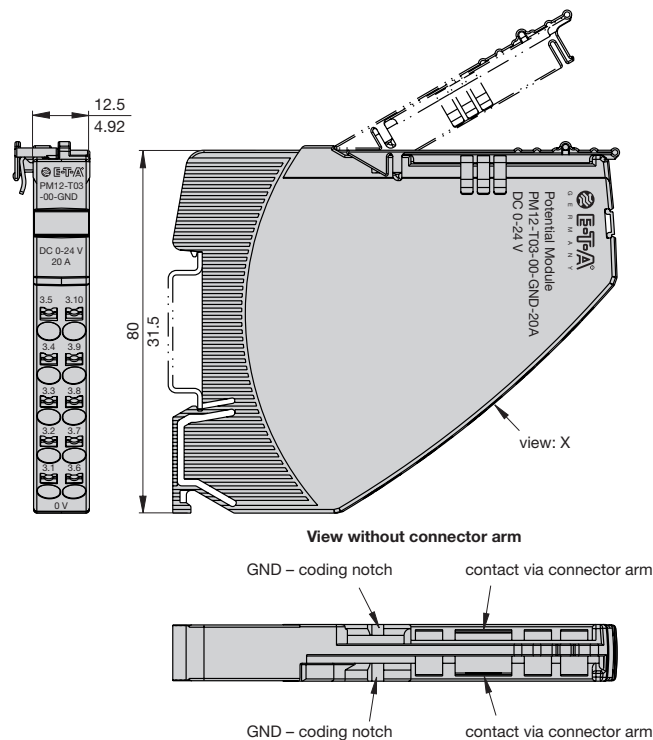 12.5
4.92
E-T-A
PM12-T03
-00-GND
DC 0-24 V
20 A
3.5 3.10
3.4 3.9
3.3 3.8
3.2 3.7
3.1 3.6
0 V
80
31.5
E-T-A®
GERMANY
Potential Module
PM12-T03-00-GND-20A
DC 0-24 V
view: X
View without connector arm
GND – coding notch contact via connector arm
GND – coding notch contact via connector arm